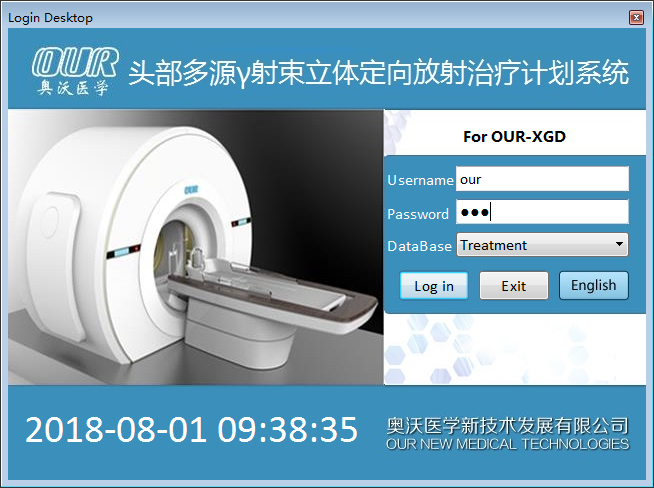 Login Desktop
OUR
奥沃医学
头部多源γ射束立体定向放射治疗计划系统
OUR
For OUR-XGD
Username our
Password ●●●
DataBase Treatment
Log in Exit English
2018-08-01 09:38:35
奥沃医学新技术发展有限公司
OUR NEW MEDICAL TECHNOLOGIES